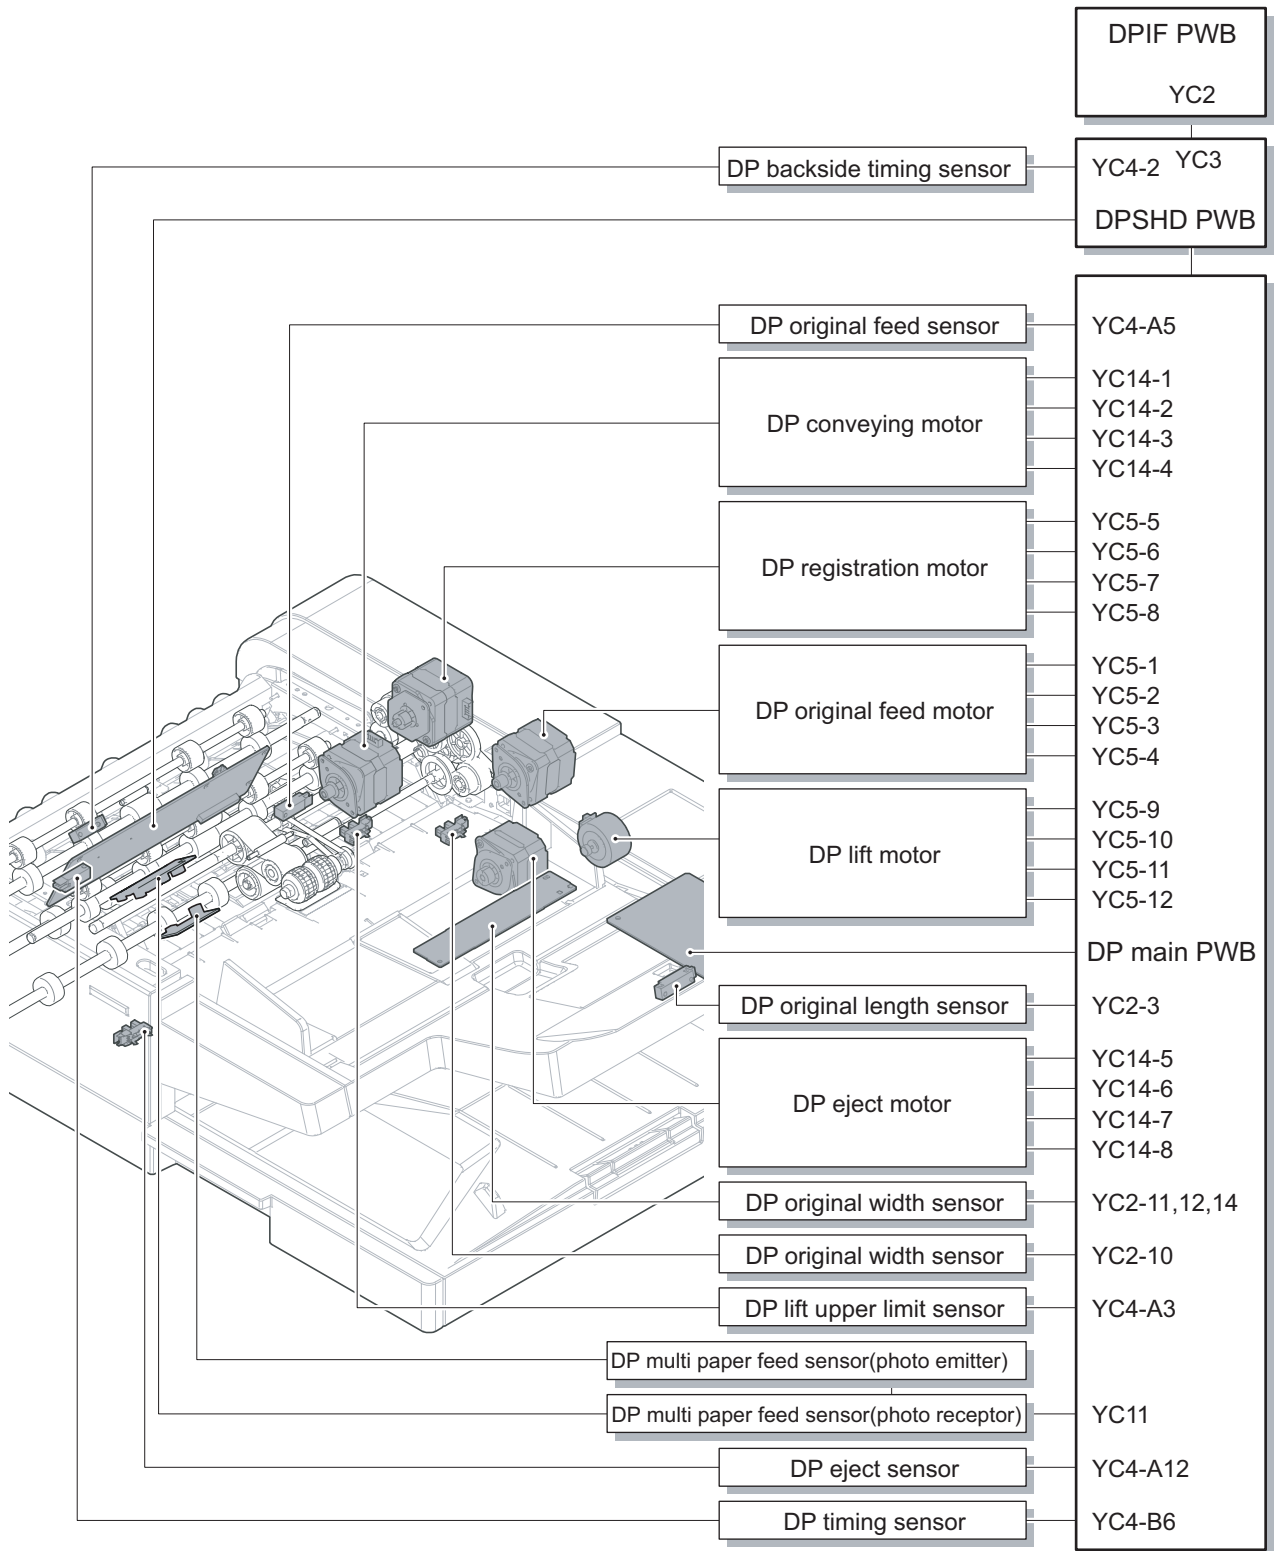 DPIF PWB
YC2
DP backside timing sensor
YC4-2 YC3
DPSHD PWB
DP original feed sensor
YC4-A5
DP conveying motor
YC14-1
YC14-2
YC14-3
YC14-4
DP registration motor
YC5-5
YC5-6
YC5-7
YC5-8
DP original feed motor
YC5-1
YC5-2
YC5-3
YC5-4
DP lift motor
YC5-9
YC5-10
YC5-11
YC5-12
DP main PWB
DP original length sensor
YC2-3
DP eject motor
YC14-5
YC14-6
YC14-7
YC14-8
DP original width sensor
YC2-11,12,14
DP original width sensor
YC2-10
DP lift upper limit sensor
YC4-A3
DP multi paper feed sensor(photo emitter)
DP multi paper feed sensor(photo receptor)
YC11
DP eject sensor
YC4-A12
DP timing sensor
YC4-B6